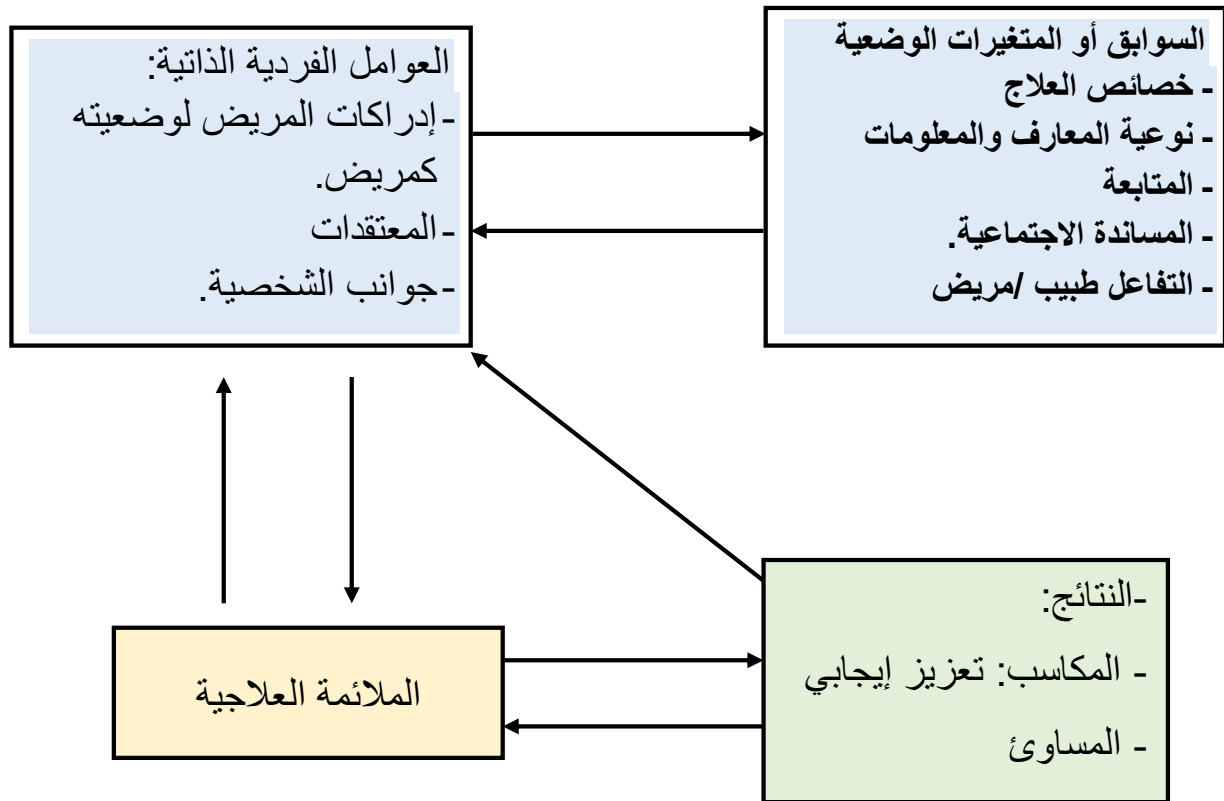 السوابق أو المتغيرات الوضعية
- خصائص العلاج
- نوعية المعارف والمعلومات
- المتابعة
- المساندة الاجتماعية.
- التفاعل طبيب /مريض
العوامل الفردية الذاتية:
-إدراكات المريض لوضعيته
كمريض.
-المعتقدات
-جوانب الشخصية.
الملائمة العلاجية
-النتائج:
- المكاسب: تعزيز إيجابي
- المساوئ